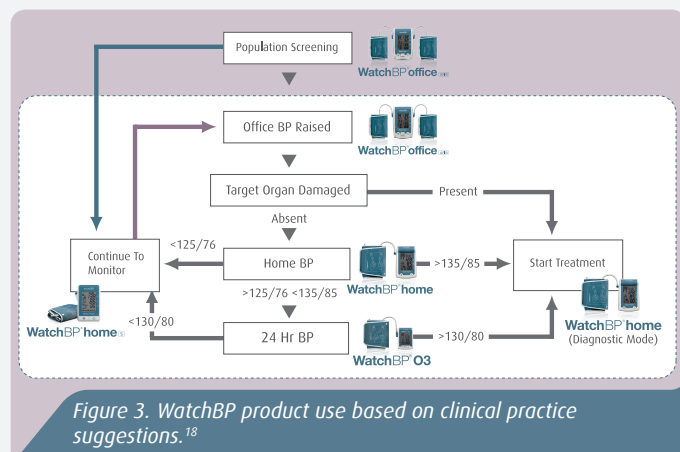 Population Screening
WatchBP office
Office BP Raised
WatchBP office
Target Organ Damaged
Present
Absent
<125/76
Continue To
Monitor
Home BP
>135/85
Start Treatment
WatchBP home
>125/76 <135/85
<130/80
WatchBP home
24 Hr BP
>130/80
WatchBP home
(Diagnostic Mode)
WatchBP O3
Figure 3. WatchBP product use based on clinical practice
suggestions.18